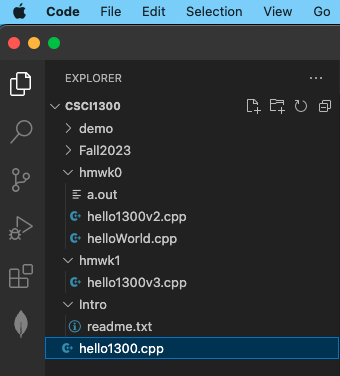 Code File Edit Selection View Go
EXPLORER
CSCI1300
demo
Fall2023
hmwk0
a.out
hello1300v2.cpp
helloWorld.cpp
hmwk1
hello1300v3.cpp
Intro
readme.txt
hello1300.cpp